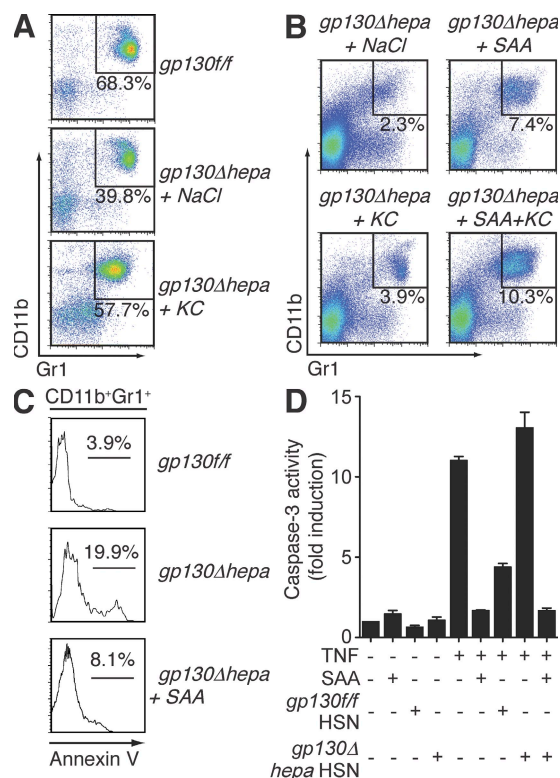 A
68.3%
gp130f/f
39.8%
gp130Δhepa
+ NaCl
57.7%
gp130Δhepa
+ KC
CD11b
Gr1
B
gp130Δhepa
+ NaCl
gp130Δhepa
+ SAA
2.3%
7.4%
gp130Δhepa
+ KC
gp130Δhepa
+ SAA+KC
3.9%
10.3%
CD11b
Gr1
C
CD11b+Gr1+
3.9%
gp130f/f
19.9%
gp130Δhepa
8.1%
gp130Δhepa
+ SAA
Annexin V
D
Caspase-3 activity
(fold induction)
15
10
5
0
TNF - - - - + + + + +
SAA - + - - - + - - +
gp130f/f
HSN - - + - - - + - -
gp130Δ
hepa HSN - - - + - - - + +